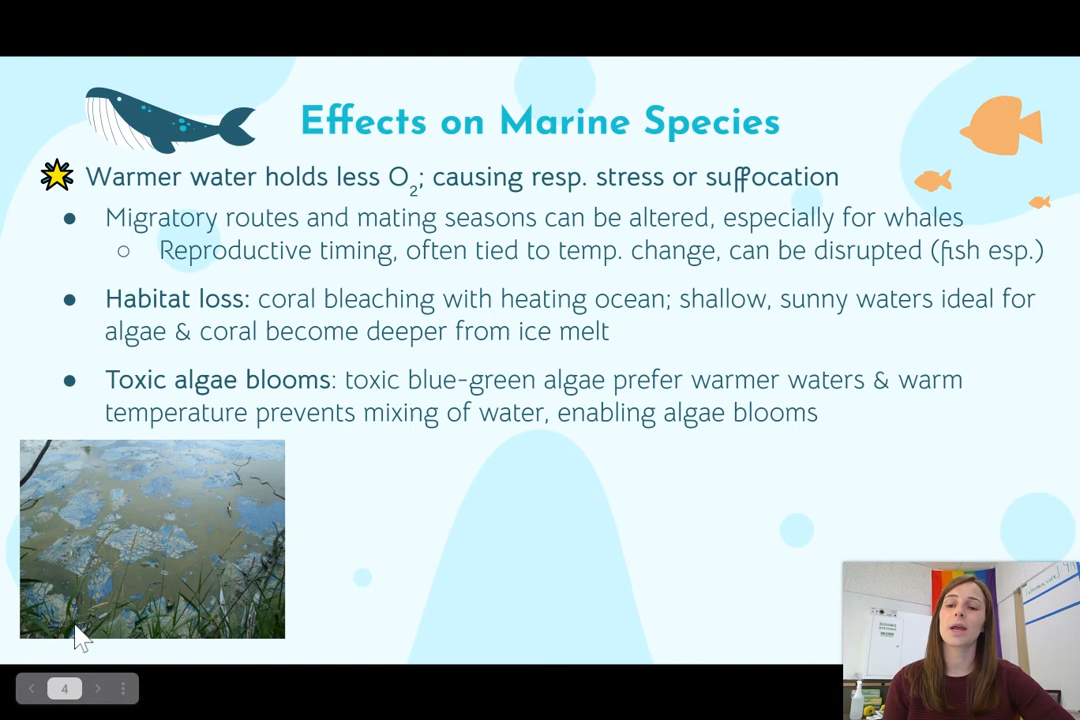 Effects on Marine Species
Warmer water holds less O2; causing resp. stress or suffocation
● Migratory routes and mating seasons can be altered, especially for whales
○ Reproductive timing, often tied to temp. change, can be disrupted (fish esp.)
● Habitat loss: coral bleaching with heating ocean; shallow, sunny waters ideal for
algae & coral become deeper from ice melt
● Toxic algae blooms: toxic blue-green algae prefer warmer waters & warm
temperature prevents mixing of water, enabling algae blooms
4